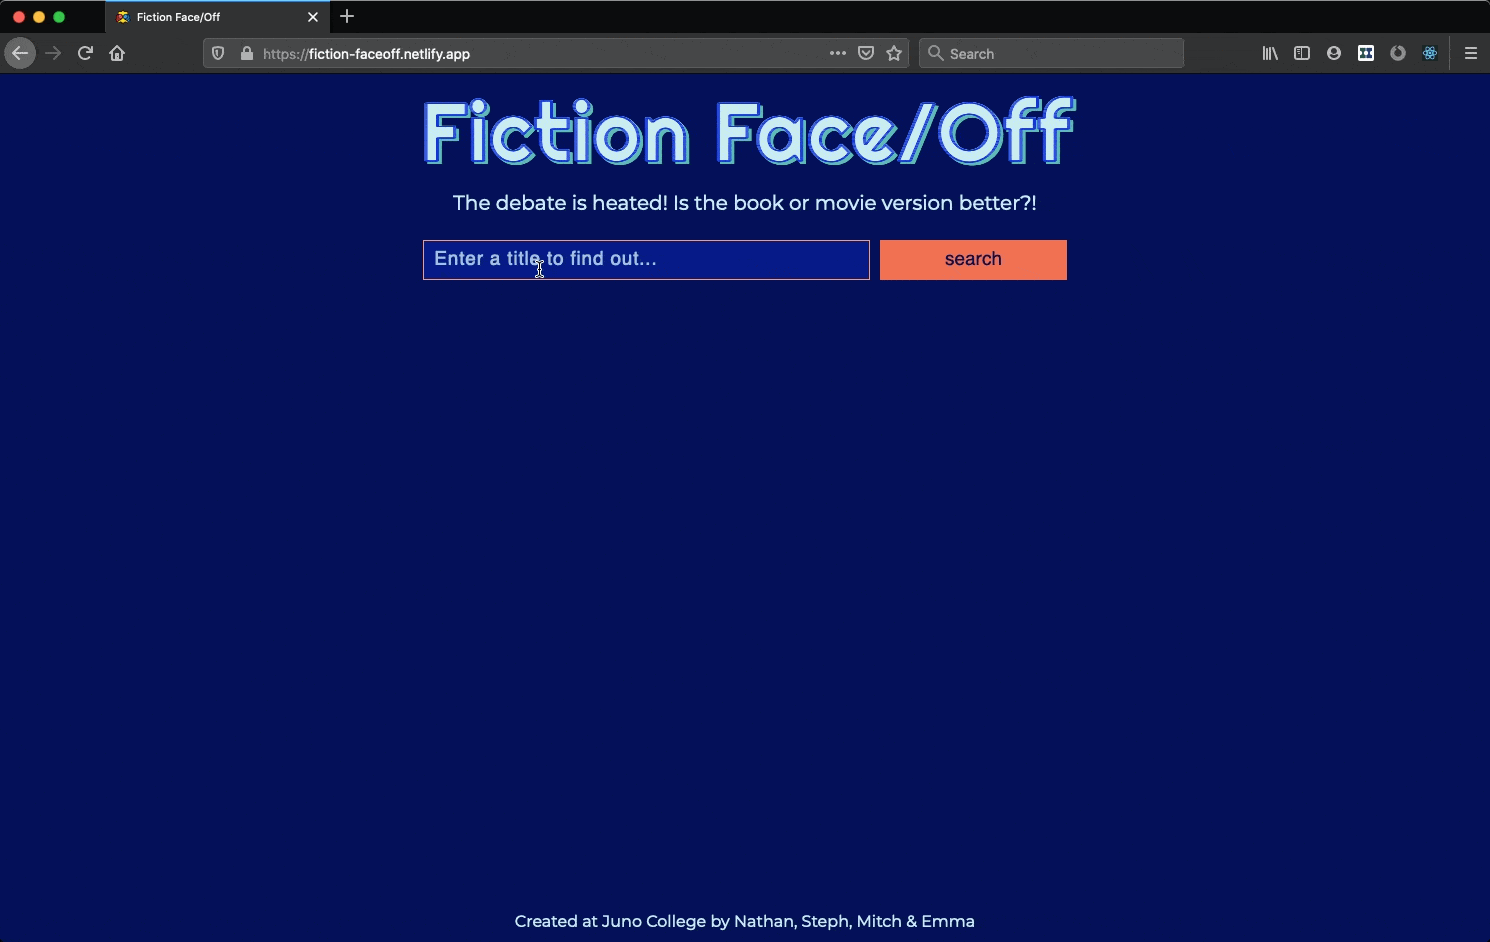 Fiction Face/Off
https://fiction-faceoff.netlify.app
Search
Fiction Face/Off
The debate is heated! Is the book or movie version better?!
Enter a title to find out...
search
Created at Juno College by Nathan, Steph, Mitch & Emma